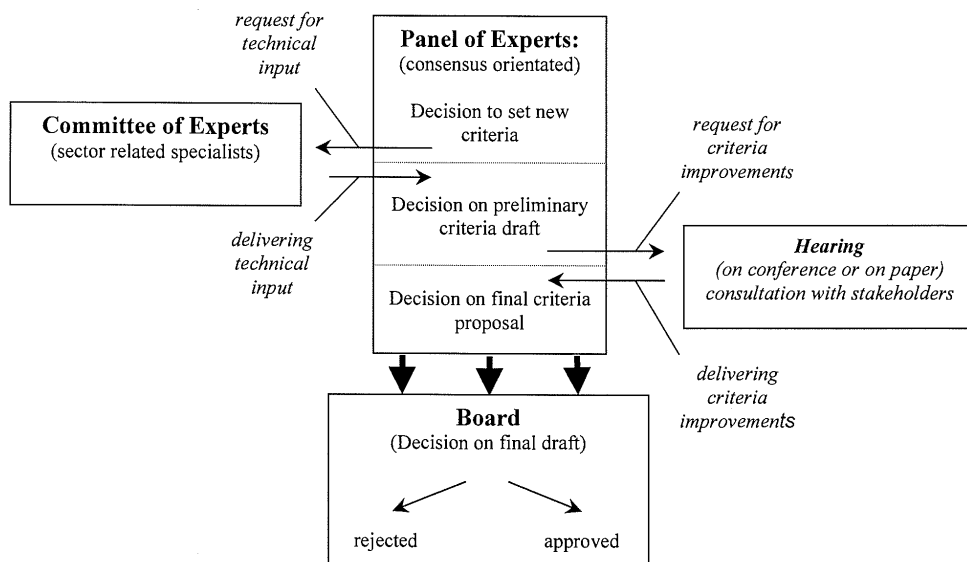 request for
technical
input
Panel of Experts:
(consensus orientated)
Decision to set new
criteria
Committee of Experts
(sector related specialists)
request for
criteria
improvements
Decision on preliminary
criteria draft
delivering
technical
input
Hearing
(on conference or on paper)
consultation with stakeholders
Decision on final criteria
proposal
delivering
criteria
improvements
Board
(Decision on final draft)
rejected
approved